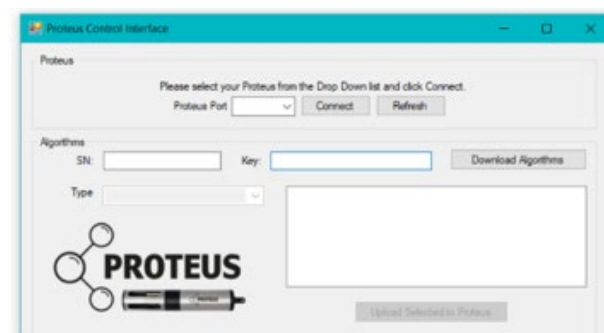 Proteus Control Interface
Proteus
Please select your Proteus from the Drop Down list and click Connect.
Proteus Port Connect Refresh
Algorithms
SN: Key: Download Algorithms
Type
PROTEUS
Upload Selected to Proteus